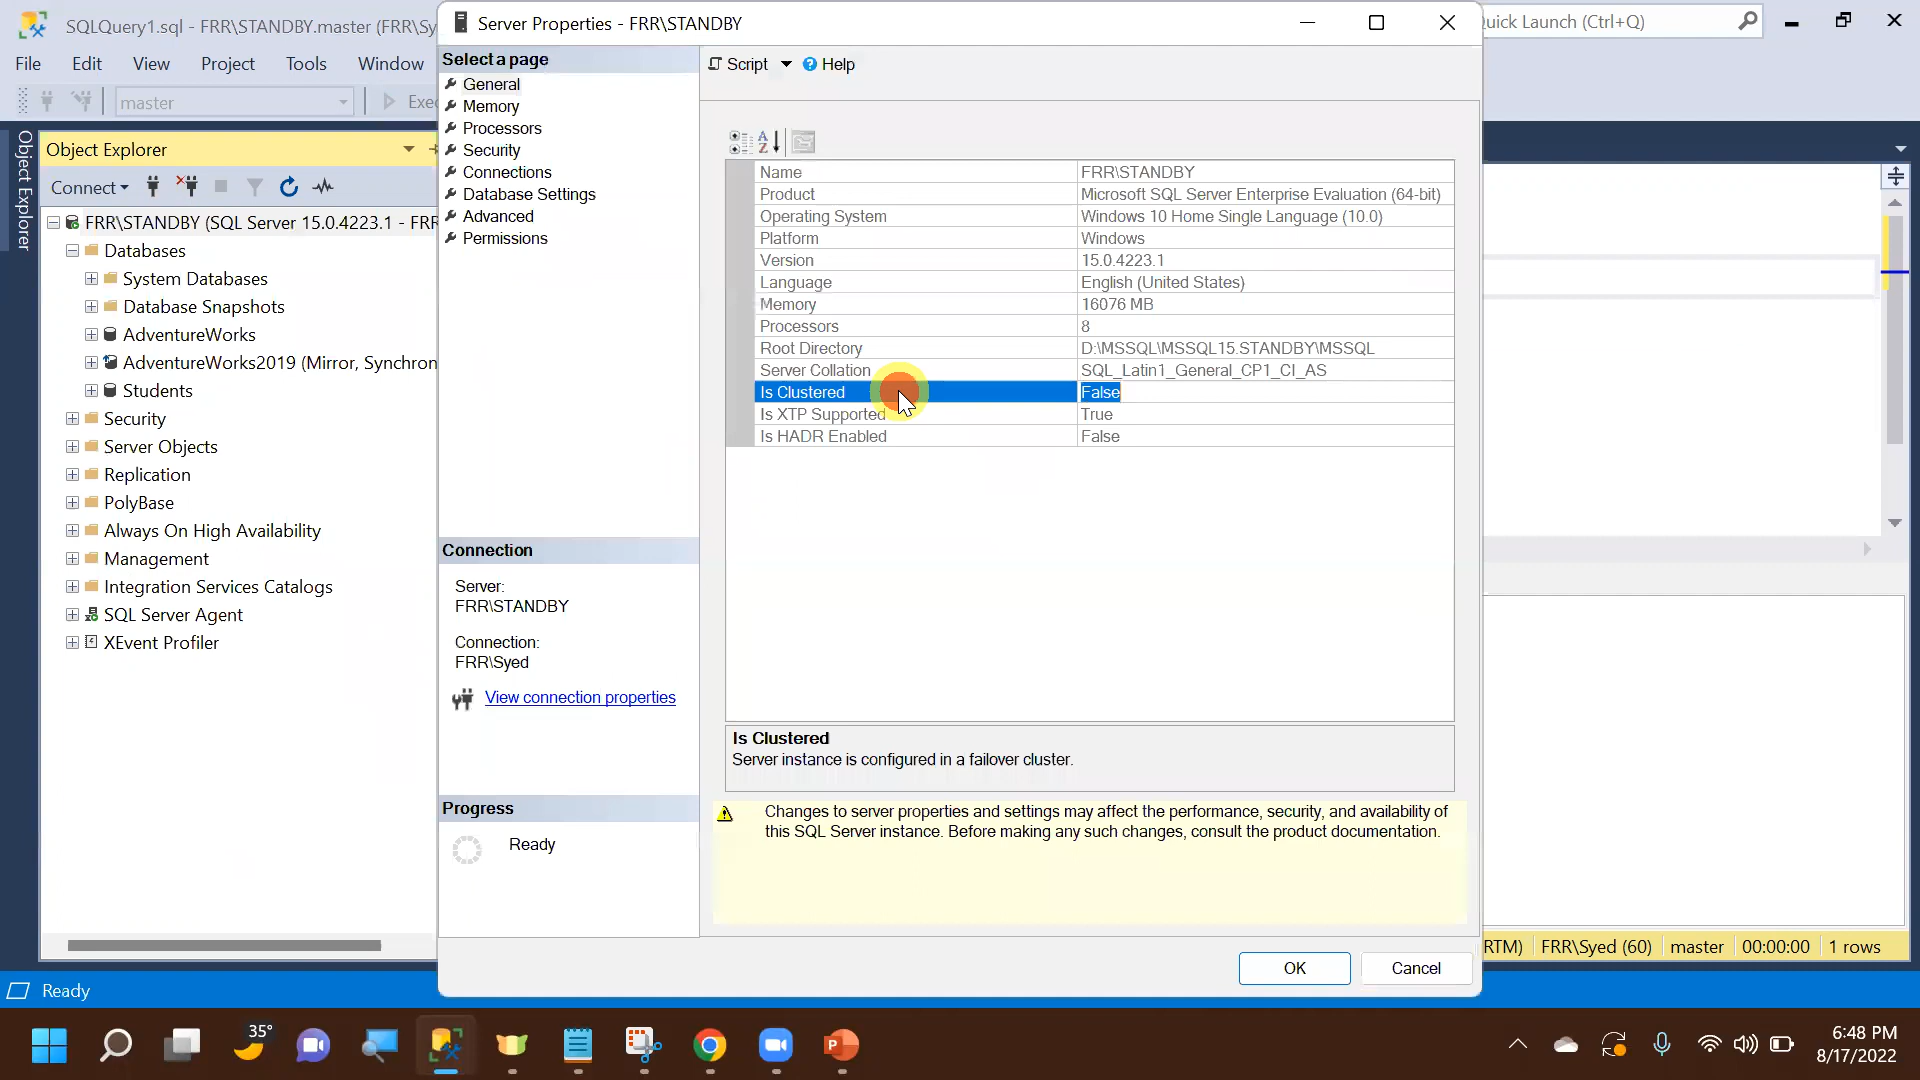 SQLQuery1.sql - FRR\STANDBY.master (FRR\Sy
Server Properties - FRR\STANDBY
Quick Launch (Ctrl+Q)
File Edit View Project Tools Window
master
Exec
Object Explorer
Object Explorer
Connect
FRR\STANDBY (SQL Server 15.0.4223.1 - FRR
Databases
System Databases
Database Snapshots
AdventureWorks
AdventureWorks2019 (Mirror, Synchron
Students
Security
Server Objects
Replication
PolyBase
Always On High Availability
Management
Integration Services Catalogs
SQL Server Agent
XEvent Profiler
Select a page
General
Memory
Processors
Security
Connections
Database Settings
Advanced
Permissions
Connection
Server:
FRR\STANDBY
Connection:
FRR\Syed
View connection properties
Progress
Ready
Script Help
Name FRR\STANDBY
Product Microsoft SQL Server Enterprise Evaluation (64-bit)
Operating System Windows 10 Home Single Language (10.0)
Platform Windows
Version 15.0.4223.1
Language English (United States)
Memory 16076 MB
Processors 8
Root Directory D:\MSSQL\MSSQL15.STANDBY\MSSQL
Server Collation SQL_Latin1_General_CP1_CI_AS
Is Clustered False
Is XTP Supported True
Is HADR Enabled False
Is Clustered
Server instance is configured in a failover cluster.
Changes to server properties and settings may affect the performance, security, and availability of
this SQL Server instance. Before making any such changes, consult the product documentation.
OK Cancel
RTM) FRR\Syed (60) master 00:00:00 1 rows
Ready
35°
6:48 PM
8/17/2022